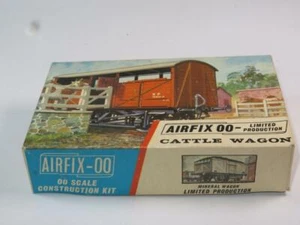 AIRFIX 00-
LIMITED
PRODUCTION
CATTLE WAGON
AIRFIX-00
00 SCALE
CONSTRUCTION KIT
MINERAL WAGON
LIMITED PRODUCTION